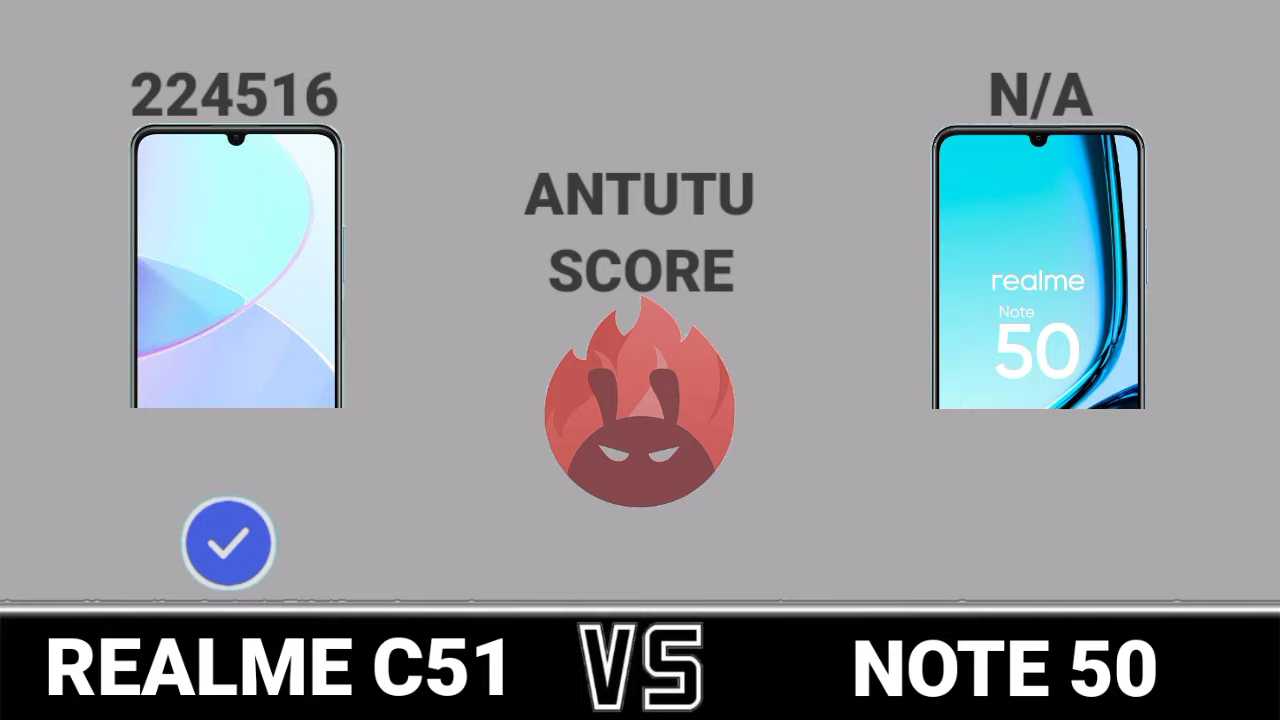 224516
N/A
ANTUTU
SCORE
realme
Note
50
REALME C51
VS
NOTE 50